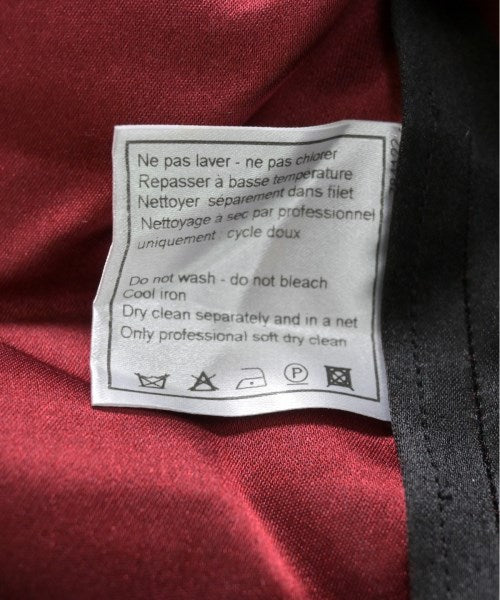 Ne pas laver - ne pas chlorer
Repasser à basse température
Nettoyer séparement dans filet
Nettoyage a sec par professionnel
uniquement : cycle doux
Do not wash - do not bleach
Cool iron
Dry clean separately and in a net
Only professional soft dry clean
P